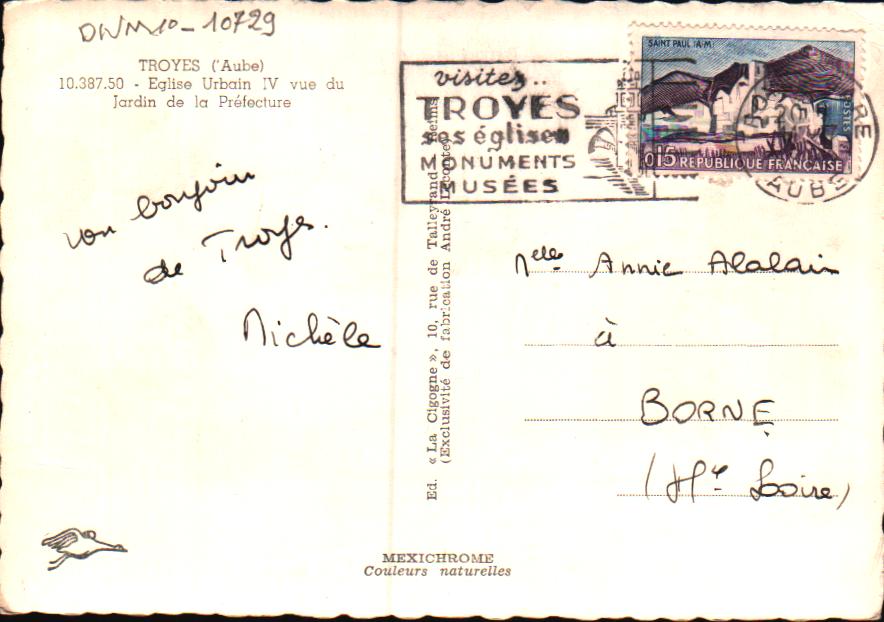 DWM10-10729
TROYES ('Aube)
10.387.50 - Eglise Urbain IV vue du
Jardin de la Préfecture
visitez..
TROYES
ses églises
MONUMENTS
MUSÉES
SAINT PAUL (A-M)
POSTES
0,15 REPUBLIQUE FRANÇAISE
AUBE
bonjour
de Troyes.
Michèle
Ed. « La Cigogne », 10, rue de Talleyrand Reims
(Exclusivité de fabrication André Leconte)
Melle Annie Alalain
à
BORNE
(Hte Loire)
MEXICHROME
Couleurs naturelles